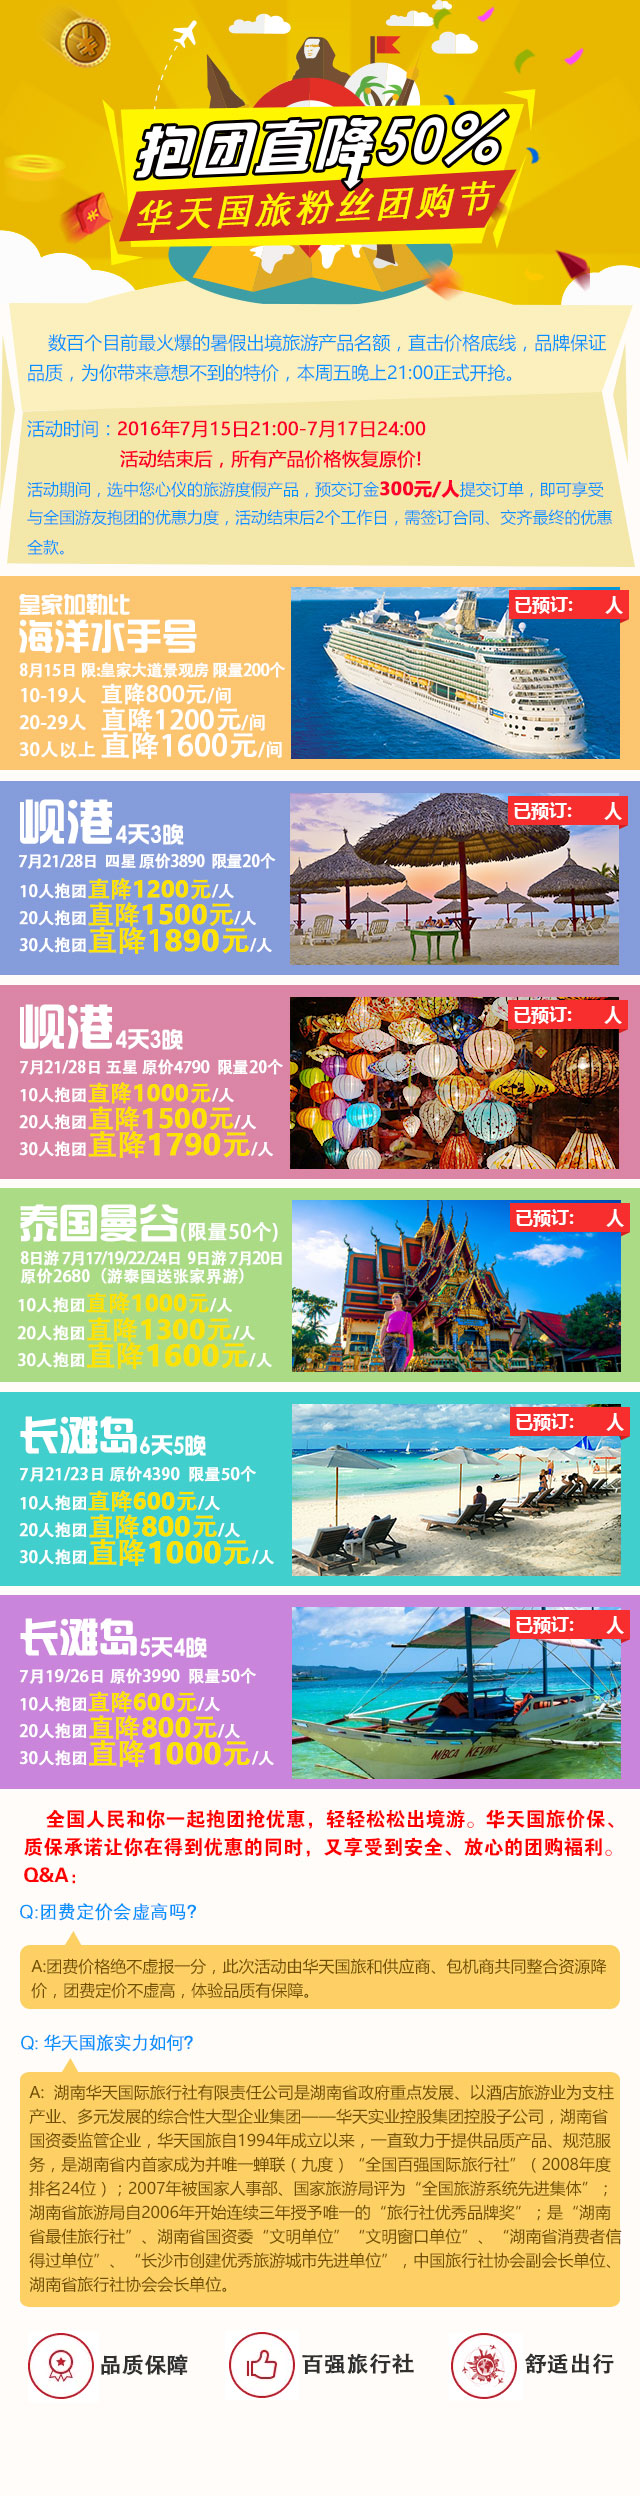 抱团直降50%
华天国旅粉丝团购节
数百个目前最火爆的暑假出境旅游产品名额，直击价格底线，品牌保证
品质，为你带来意想不到的特价，本周五晚上21:00正式开抢。
活动时间：2016年7月15日21:00-7月17日24:00
活动结束后，所有产品价格恢复原价!
活动期间，选中您心仪的旅游度假产品，预交订金300元/人提交订单，即可享受
与全国游友抱团的优惠力度，活动结束后2个工作日，需签订合同、交齐最终的优惠
全款。
皇家加勒比
海洋水手号
8月15日 限:皇家大道景观房 限量200个
10-19人 直降800元/间
20-29人 直降1200元/间
30人以上 直降1600元/间
已预订: 人
岘港4天3晚
7月21/28日 四星 原价3890 限量20个
10人抱团直降1200元/人
20人抱团直降1500元/人
30人抱团直降1890元/人
已预订: 人
岘港4天3晚
7月21/28日 五星 原价4790 限量20个
10人抱团直降1000元/人
20人抱团直降1500元/人
30人抱团直降1790元/人
已预订: 人
泰国曼谷(限量50个)
8日游 7月17/19/22/24日 9日游 7月20日
原价2680（游泰国送张家界游）
10人抱团直降1000元/人
20人抱团直降1300元/人
30人抱团直降1600元/人
已预订: 人
长滩岛6天5晚
7月21/23日 原价4390 限量50个
10人抱团直降600元/人
20人抱团直降800元/人
30人抱团直降1000元/人
已预订: 人
长滩岛5天4晚
7月19/26日 原价3990 限量50个
10人抱团直降600元/人
20人抱团直降800元/人
30人抱团直降1000元/人
已预订: 人
M/BCA KEVIN-I
全国人民和你一起抱团抢优惠，轻轻松松出境游。华天国旅价保、
质保承诺让你在得到优惠的同时，又享受到安全、放心的团购福利。
Q&A：
Q:团费定价会虚高吗?
A:团费价格绝不虚报一分，此次活动由华天国旅和供应商、包机商共同整合资源降
价，团费定价不虚高，体验品质有保障。
Q: 华天国旅实力如何?
A: 湖南华天国际旅行社有限责任公司是湖南省政府重点发展、以酒店旅游业为支柱
产业、多元发展的综合性大型企业集团——华天实业控股集团控股子公司，湖南省
国资委监管企业，华天国旅自1994年成立以来，一直致力于提供品质产品、规范服
务，是湖南省内首家成为并唯一蝉联（九度）“全国百强国际旅行社”（2008年度
排名24位）；2007年被国家人事部、国家旅游局评为“全国旅游系统先进集体”；
湖南省旅游局自2006年开始连续三年授予唯一的“旅行社优秀品牌奖”；是“湖南
省最佳旅行社”、湖南省国资委“文明单位”“文明窗口单位”、“湖南省消费者信
得过单位”、“长沙市创建优秀旅游城市先进单位”，中国旅行社协会副会长单位、
湖南省旅行社协会会长单位。
品质保障 百强旅行社 舒适出行